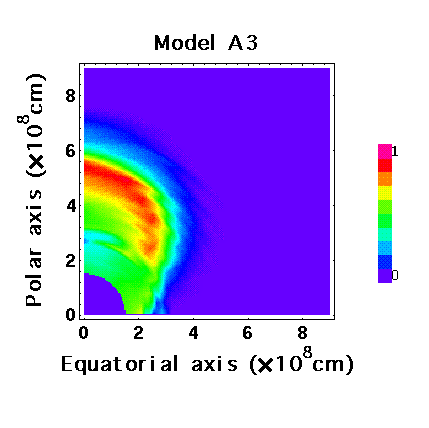 Model A3
Polar axis (×10⁸cm)
8
6
4
2
0
0 2 4 6 8
Equatorial axis (×10⁸cm)
1
0